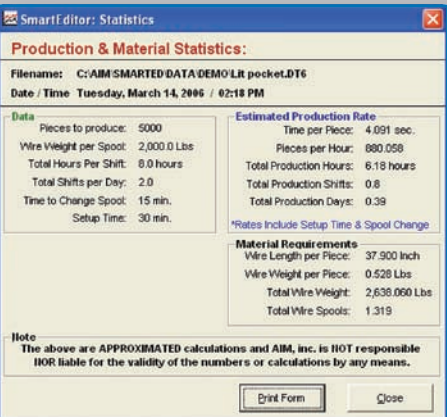 SmartEditor: Statistics
Production & Material Statistics:
Filename: C:\AIM\SMARTED\DATA\DEMO\Lit pocket.DT6
Date / Time Tuesday, March 14, 2006 / 02:18 PM
Data
Pieces to produce: 5000
Wire Weight per Spool: 2,000.0 Lbs
Total Hours Per Shift: 8.0 hours
Total Shifts per Day: 2.0
Time to Change Spool: 15 min.
Setup Time: 30 min.
Estimated Production Rate
Time per Piece: 4.091 sec.
Pieces per Hour: 880.058
Total Production Hours: 6.18 hours
Total Production Shifts: 0.8
Total Production Days: 0.39
*Rates Include Setup Time & Spool Change
Material Requirements
Wire Length per Piece: 37.900 Inch
Wire Weight per Piece: 0.528 Lbs
Total Wire Weight: 2,638.060 Lbs
Total Wire Spools: 1.319
Note
The above are APPROXIMATED calculations and AIM, inc. is NOT responsible
NOR liable for the validity of the numbers or calculations by any means.
Print Form
Close